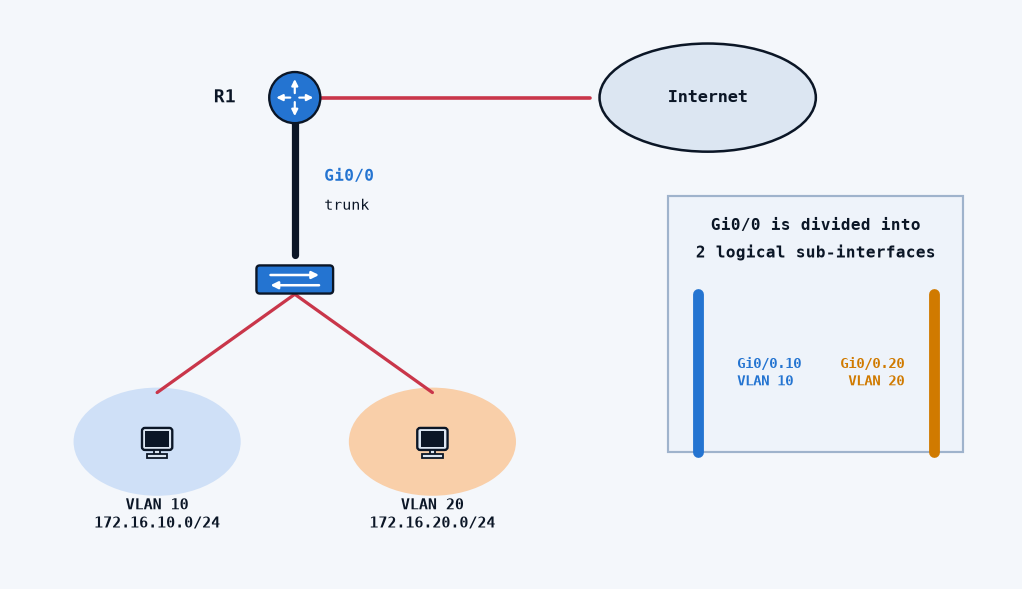 R1
Internet
Gi0/0
trunk
Gi0/0 is divided into
2 logical sub-interfaces
Gi0/0.10
VLAN 10
Gi0/0.20
VLAN 20
VLAN 10
172.16.10.0/24
VLAN 20
172.16.20.0/24